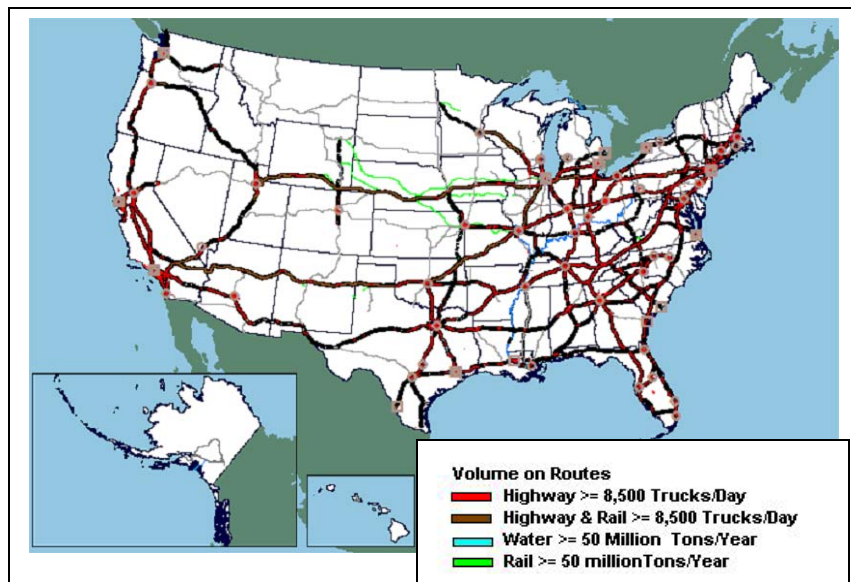 Volume on Routes
Highway >= 8,500 Trucks/Day
Highway & Rail >= 8,500 Trucks/Day
Water >= 50 Million Tons/Year
Rail >= 50 millionTons/Year